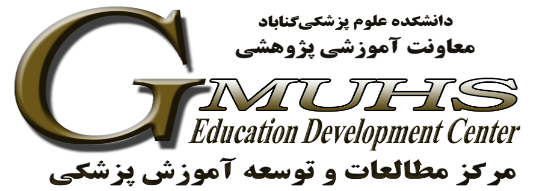 دانشکده علوم پزشکی گناباد
معاونت آموزشی پژوهشی
GMUHS
Education Development Center
مرکز مطالعات و توسعه آموزش پزشکی